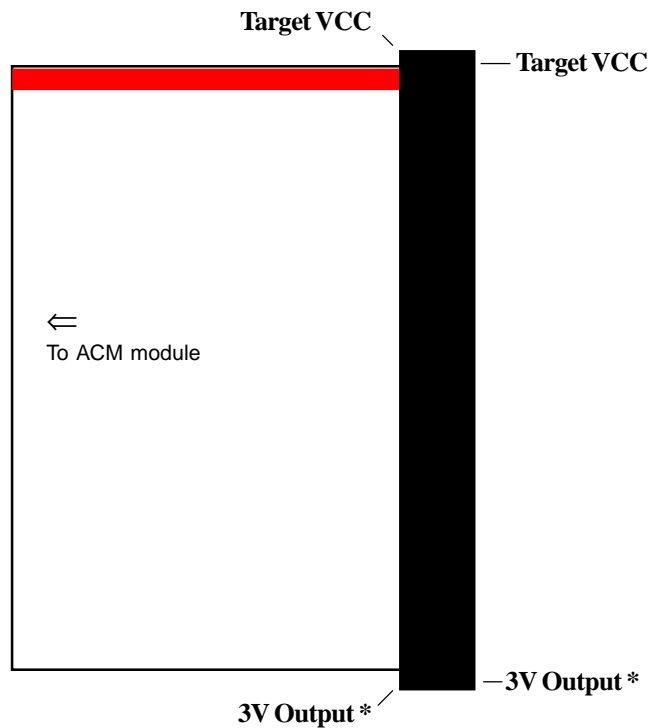 Target VCC
Target VCC
⇐
To ACM module
3V Output *
3V Output *